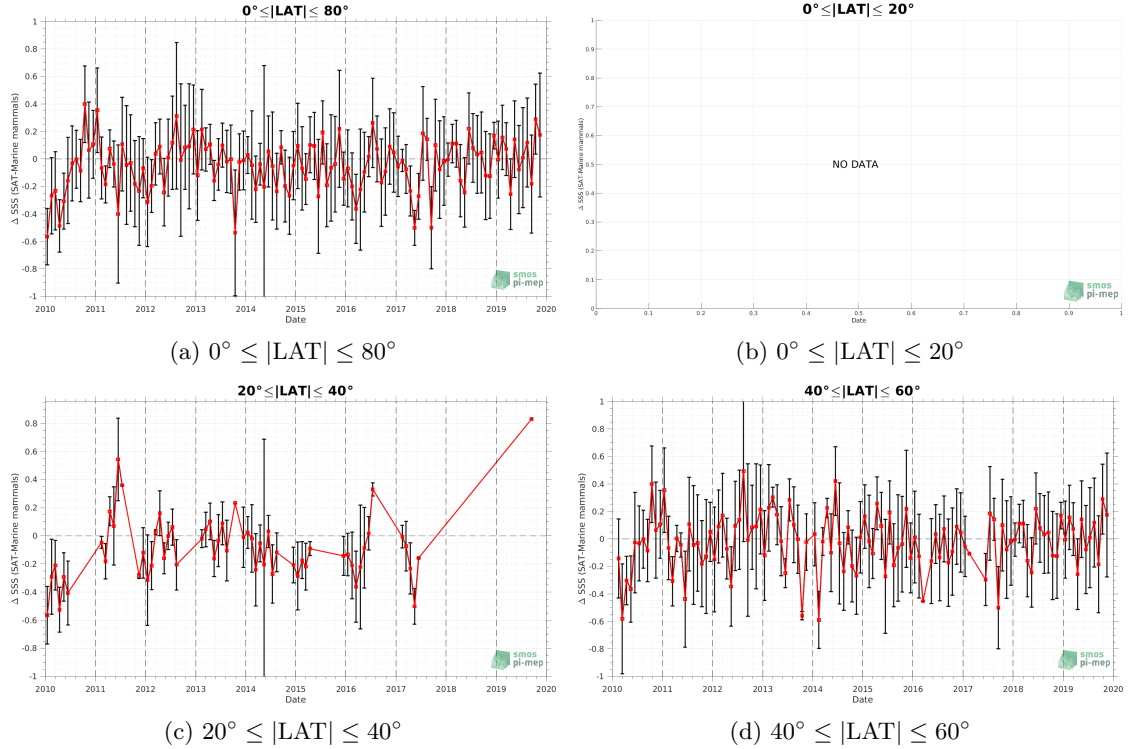 0°≤|LAT|≤ 80°
Δ SSS (SAT-Marine mammals)
1
0.8
0.6
0.4
0.2
0
-0.2
-0.4
-0.6
-0.8
-1
2010 2011 2012 2013 2014 2015 2016 2017 2018 2019 2020
Date
smos
pi-mep
(a) 0° ≤ |LAT| ≤ 80°
0°≤|LAT|≤ 20°
Δ SSS (SAT-Marine mammals)
1
0.9
0.8
0.7
0.6
0.5
0.4
0.3
0.2
0.1
0
NO DATA
0 0.1 0.2 0.3 0.4 0.5 0.6 0.7 0.8 0.9 1
Date
smos
pi-mep
(b) 0° ≤ |LAT| ≤ 20°
20°≤|LAT|≤ 40°
Δ SSS (SAT-Marine mammals)
0.8
0.6
0.4
0.2
0
-0.2
-0.4
-0.6
-0.8
-1
2010 2011 2012 2013 2014 2015 2016 2017 2018 2019 2020
Date
smos
pi-mep
(c) 20° ≤ |LAT| ≤ 40°
40°≤|LAT|≤ 60°
Δ SSS (SAT-Marine mammals)
1
0.8
0.6
0.4
0.2
0
-0.2
-0.4
-0.6
-0.8
-1
2010 2011 2012 2013 2014 2015 2016 2017 2018 2019 2020
Date
smos
pi-mep
(d) 40° ≤ |LAT| ≤ 60°